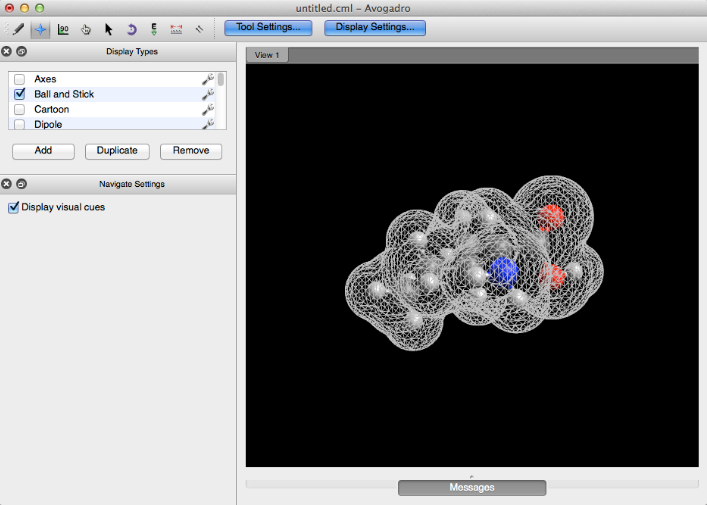 untitled.cml – Avogadro
90
E
Tool Settings...
Display Settings...
Display Types
Axes
Ball and Stick
Cartoon
Dipole
Add
Duplicate
Remove
Navigate Settings
Display visual cues
View 1
Messages